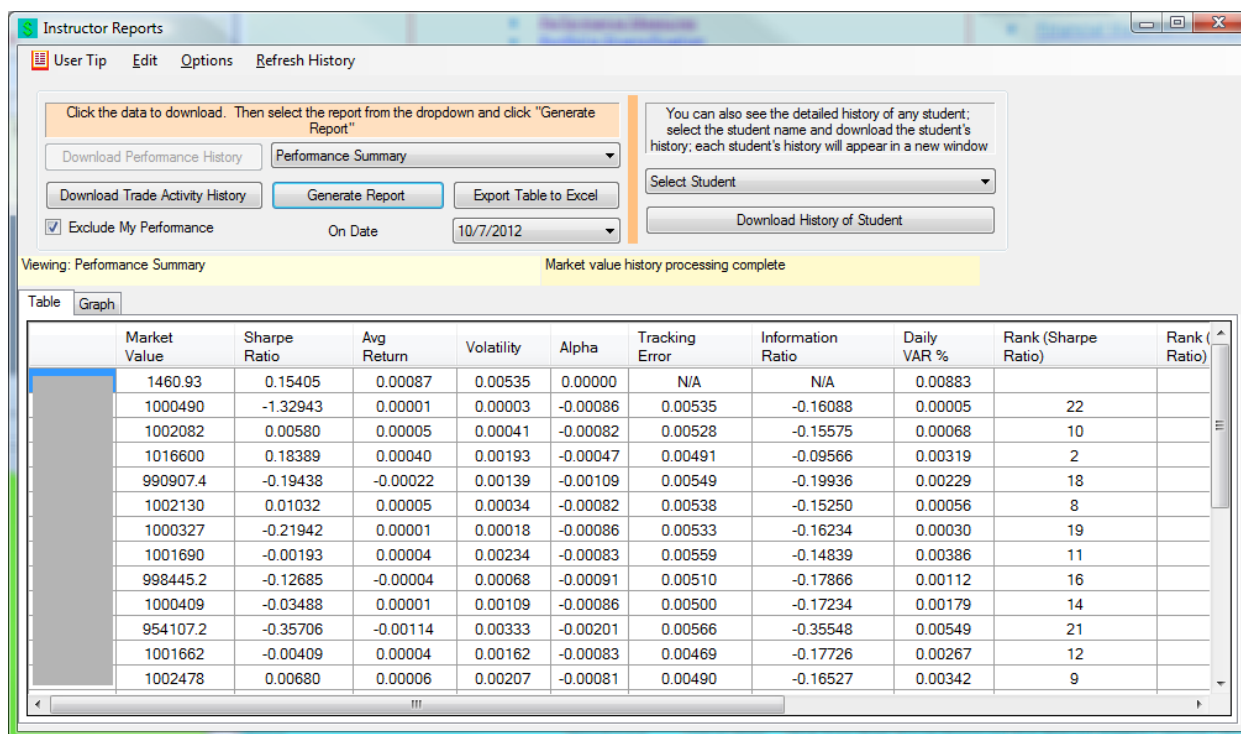 Instructor Reports
User Tip Edit Options Refresh History
Click the data to download. Then select the report from the dropdown and click "Generate
Report"
Download Performance History Performance Summary
Download Trade Activity History Generate Report Export Table to Excel
Exclude My Performance On Date 10/7/2012
You can also see the detailed history of any student;
select the student name and download the student's
history; each student's history will appear in a new window
Select Student
Download History of Student
Viewing: Performance Summary Market value history processing complete
Table Graph
Market Value Sharpe Ratio Avg Return Volatility Alpha Tracking Error Information Ratio Daily VAR % Rank (Sharpe Ratio) Rank ( Ratio)
1460.93 0.15405 0.00087 0.00535 0.00000 N/A N/A 0.00883
1000490 -1.32943 0.00001 0.00003 -0.00086 0.00535 -0.16088 0.00005 22
1002082 0.00580 0.00005 0.00041 -0.00082 0.00528 -0.15575 0.00068 10
1016600 0.18389 0.00040 0.00193 -0.00047 0.00491 -0.09566 0.00319 2
990907.4 -0.19438 -0.00022 0.00139 -0.00109 0.00549 -0.19936 0.00229 18
1002130 0.01032 0.00005 0.00034 -0.00082 0.00538 -0.15250 0.00056 8
1000327 -0.21942 0.00001 0.00018 -0.00086 0.00533 -0.16234 0.00030 19
1001690 -0.00193 0.00004 0.00234 -0.00083 0.00559 -0.14839 0.00386 11
998445.2 -0.12685 -0.00004 0.00068 -0.00091 0.00510 -0.17866 0.00112 16
1000409 -0.03488 0.00001 0.00109 -0.00086 0.00500 -0.17234 0.00179 14
954107.2 -0.35706 -0.00114 0.00333 -0.00201 0.00566 -0.35548 0.00549 21
1001662 -0.00409 0.00004 0.00162 -0.00083 0.00469 -0.17726 0.00267 12
1002478 0.00680 0.00006 0.00207 -0.00081 0.00490 -0.16527 0.00342 9